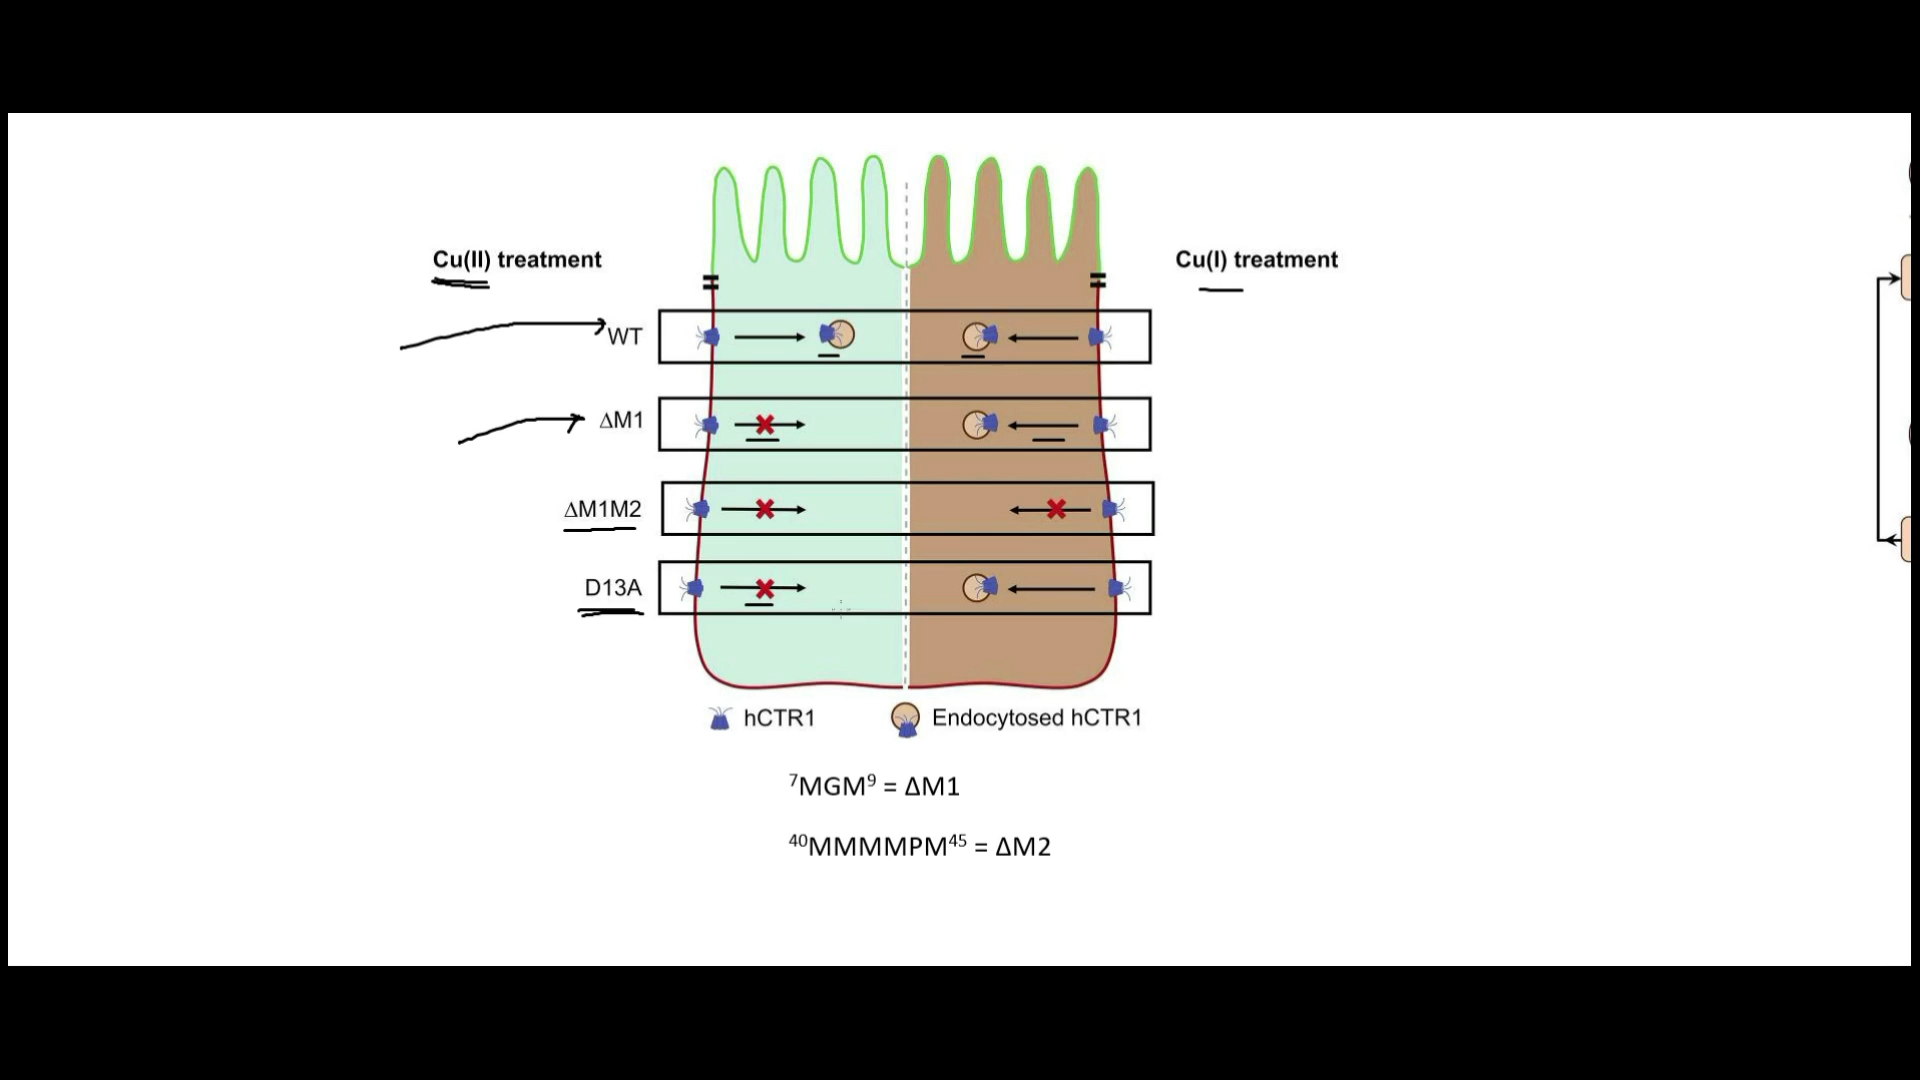 Cu(II) treatment
Cu(I) treatment
WT
ΔM1
ΔM1M2
D13A
hCTR1
Endocytosed hCTR1
⁷MGM⁹ = ΔM1
⁴⁰MMMMPM⁴⁵ = ΔM2